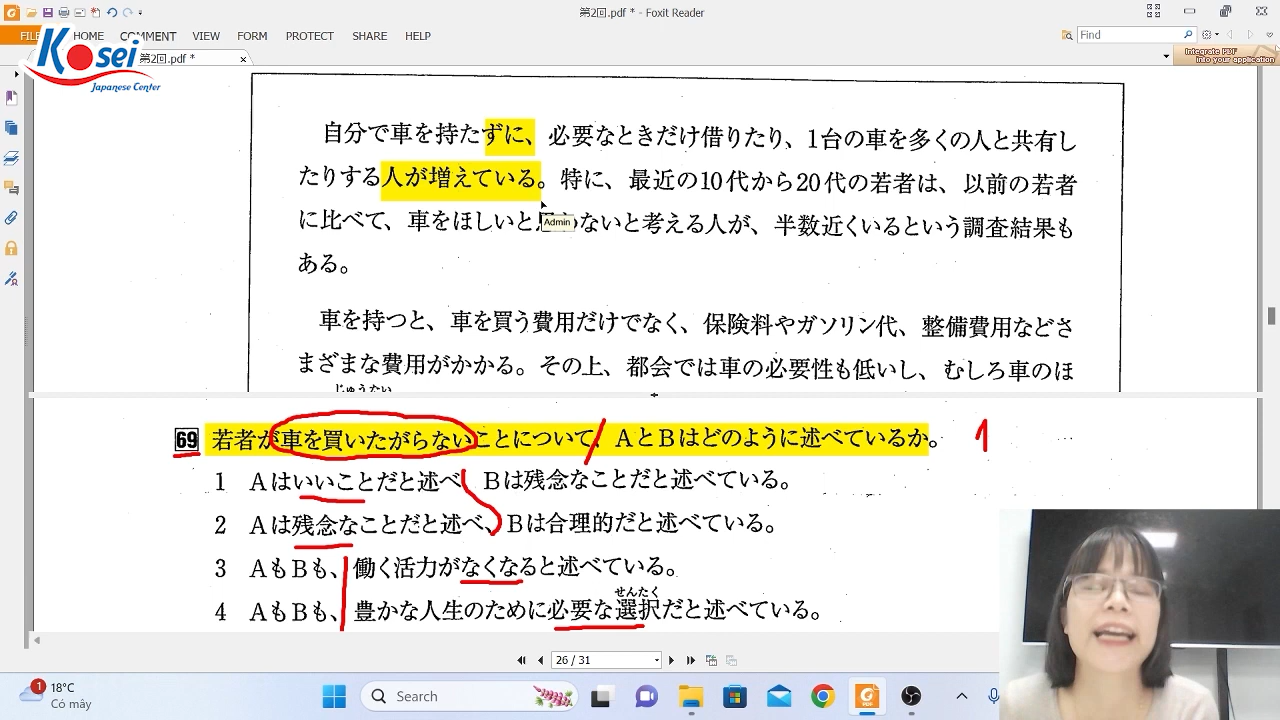 第2回.pdf * - Foxit Reader
FILE HOME COMMENT VIEW FORM PROTECT SHARE HELP
Find
Kosei
Japanese Center
第2回.pdf *
Integrate PDF
into your application
自分で車を持たずに、必要なときだけ借りたり、1台の車を多くの人と共有し
たりする人が増えている。特に、最近の10代から20代の若者は、以前の若者
に比べて、車をほしいと わないと考える人が、半数近くいるという調査結果も
Admin
ある。
車を持つと、車を買う費用だけでなく、保険料やガソリン代、整備費用などさ
まざまな費用がかかる。その上、都会では車の必要性も低いし、むしろ車のほ
じゅうたい
69 若者が車を買いたがらないことについて、AとBはどのように述べているか。 1
1 Aはいいことだと述べ Bは残念なことだと述べている。
2 Aは残念なことだと述べ、Bは合理的だと述べている。
3 AもBも、働く活力がなくなると述べている。
せんたく
4 AもBも、豊かな人生のために必要な選択だと述べている。
26 / 31
1
18°C
Có mây
Search